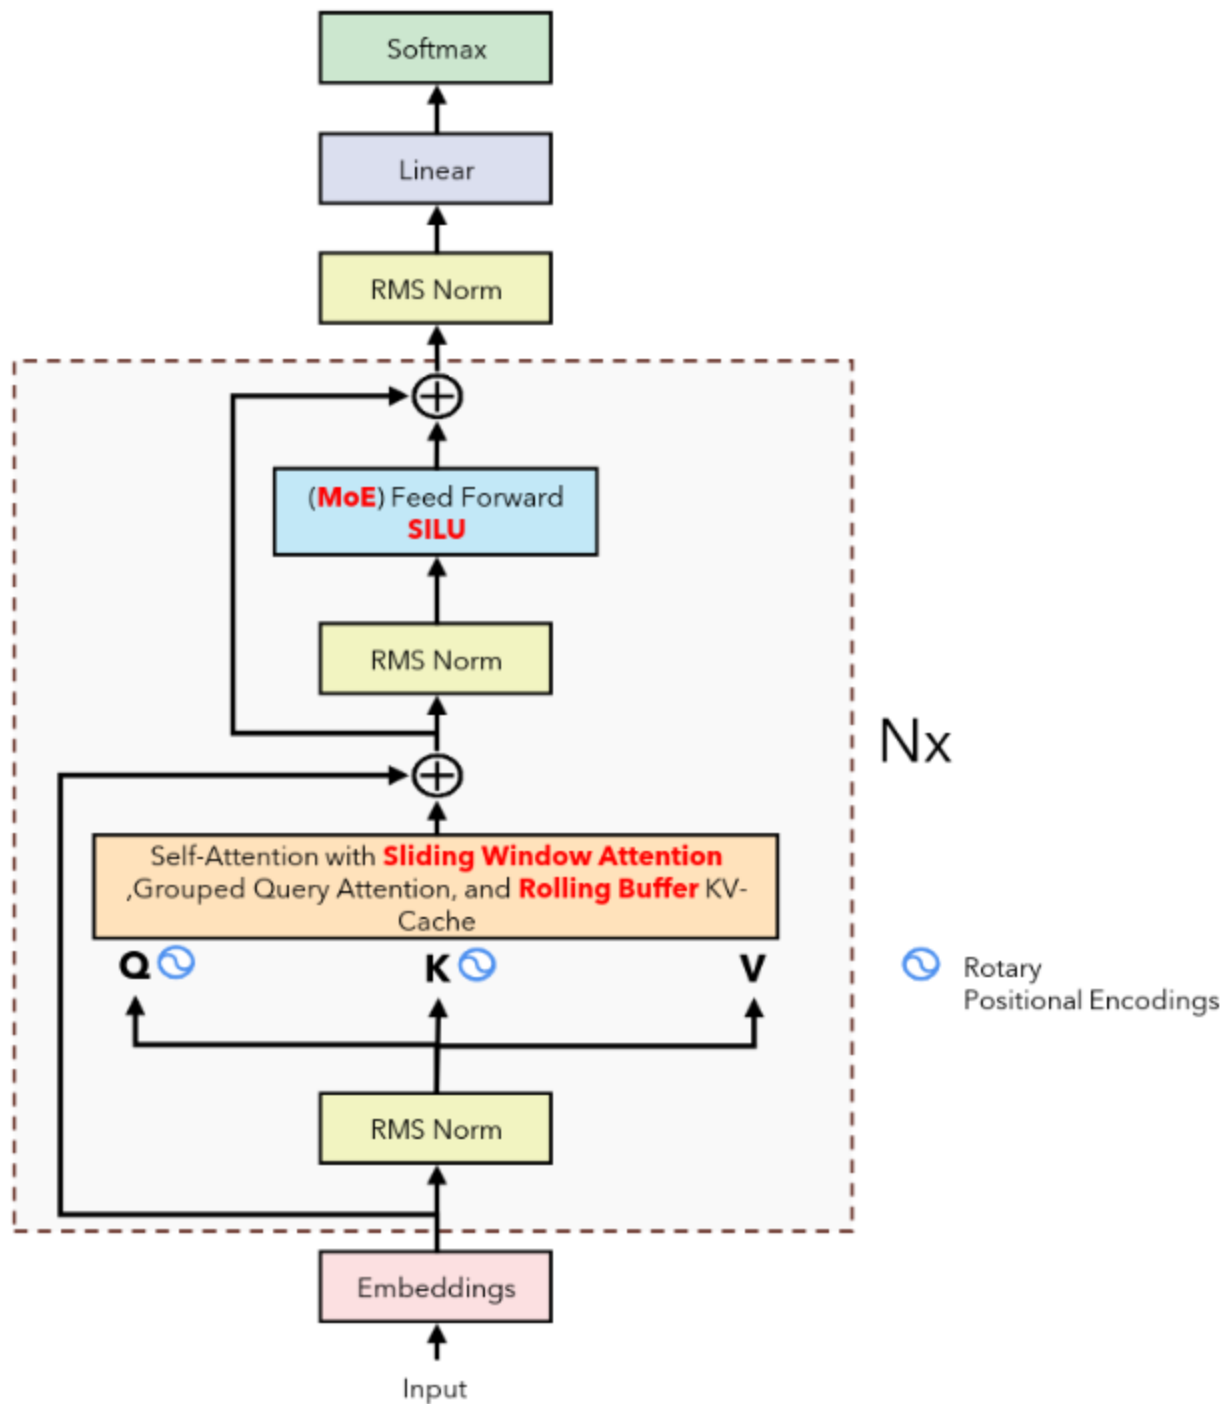 Softmax
Linear
RMS Norm
(MoE) Feed Forward
SILU
RMS Norm
Nx
Self-Attention with Sliding Window Attention
,Grouped Query Attention, and Rolling Buffer KV-
Cache
Q K V
Rotary
Positional Encodings
RMS Norm
Embeddings
Input